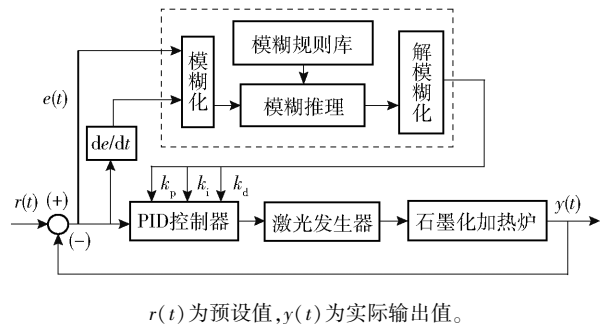 模糊规则库
模糊化
模糊推理
解模糊化
e(t)
de/dt
k_p k_i k_d
r(t) (+)
(-)
PID控制器
激光发生器
石墨化加热炉
y(t)
r(t)为预设值,y(t)为实际输出值。